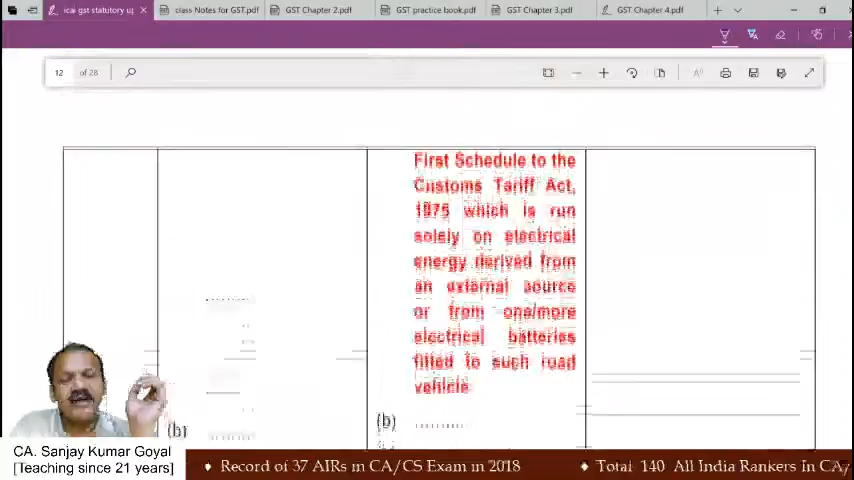 icai gst statutory up
class Notes for GST.pdf
GST Chapter 2.pdf
GST practice book.pdf
GST Chapter 3.pdf
GST Chapter 4.pdf
12 of 28
First Schedule to the
Customs Tariff Act,
1975 which is run
solely on electrical
energy derived from
an external source
or from one/more
electrical batteries
fitted to such road
vehicle.
(b)
(b) ............
CA. Sanjay Kumar Goyal
[Teaching since 21 years]
♦ Record of 37 AIRs in CA/CS Exam in 2018 ♦ Total 140 All India Rankers In CA/